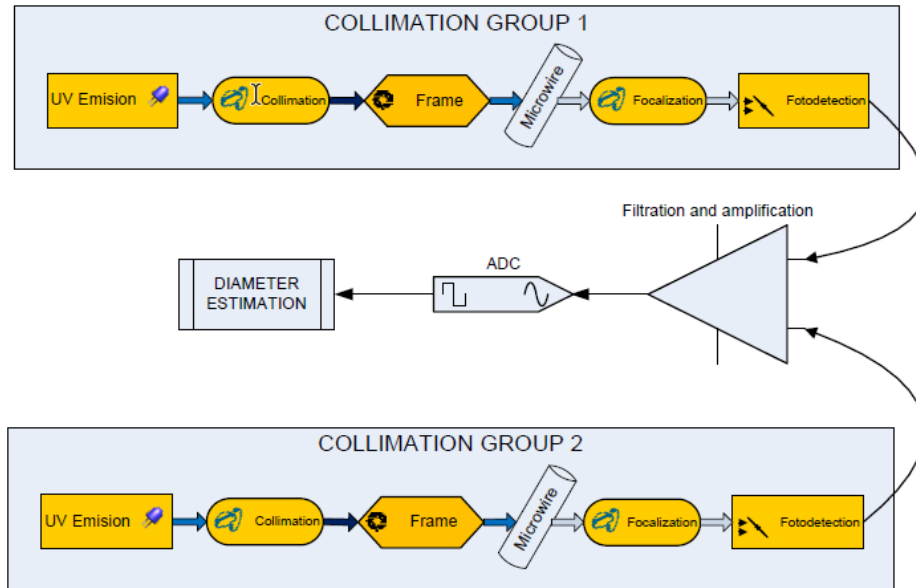 COLLIMATION GROUP 1
UV Emision
Collimation
Frame
Microwire
Focalization
Fotodetection
Filtration and amplification
ADC
DIAMETER
ESTIMATION
COLLIMATION GROUP 2
UV Emision
Collimation
Frame
Microwire
Focalization
Fotodetection